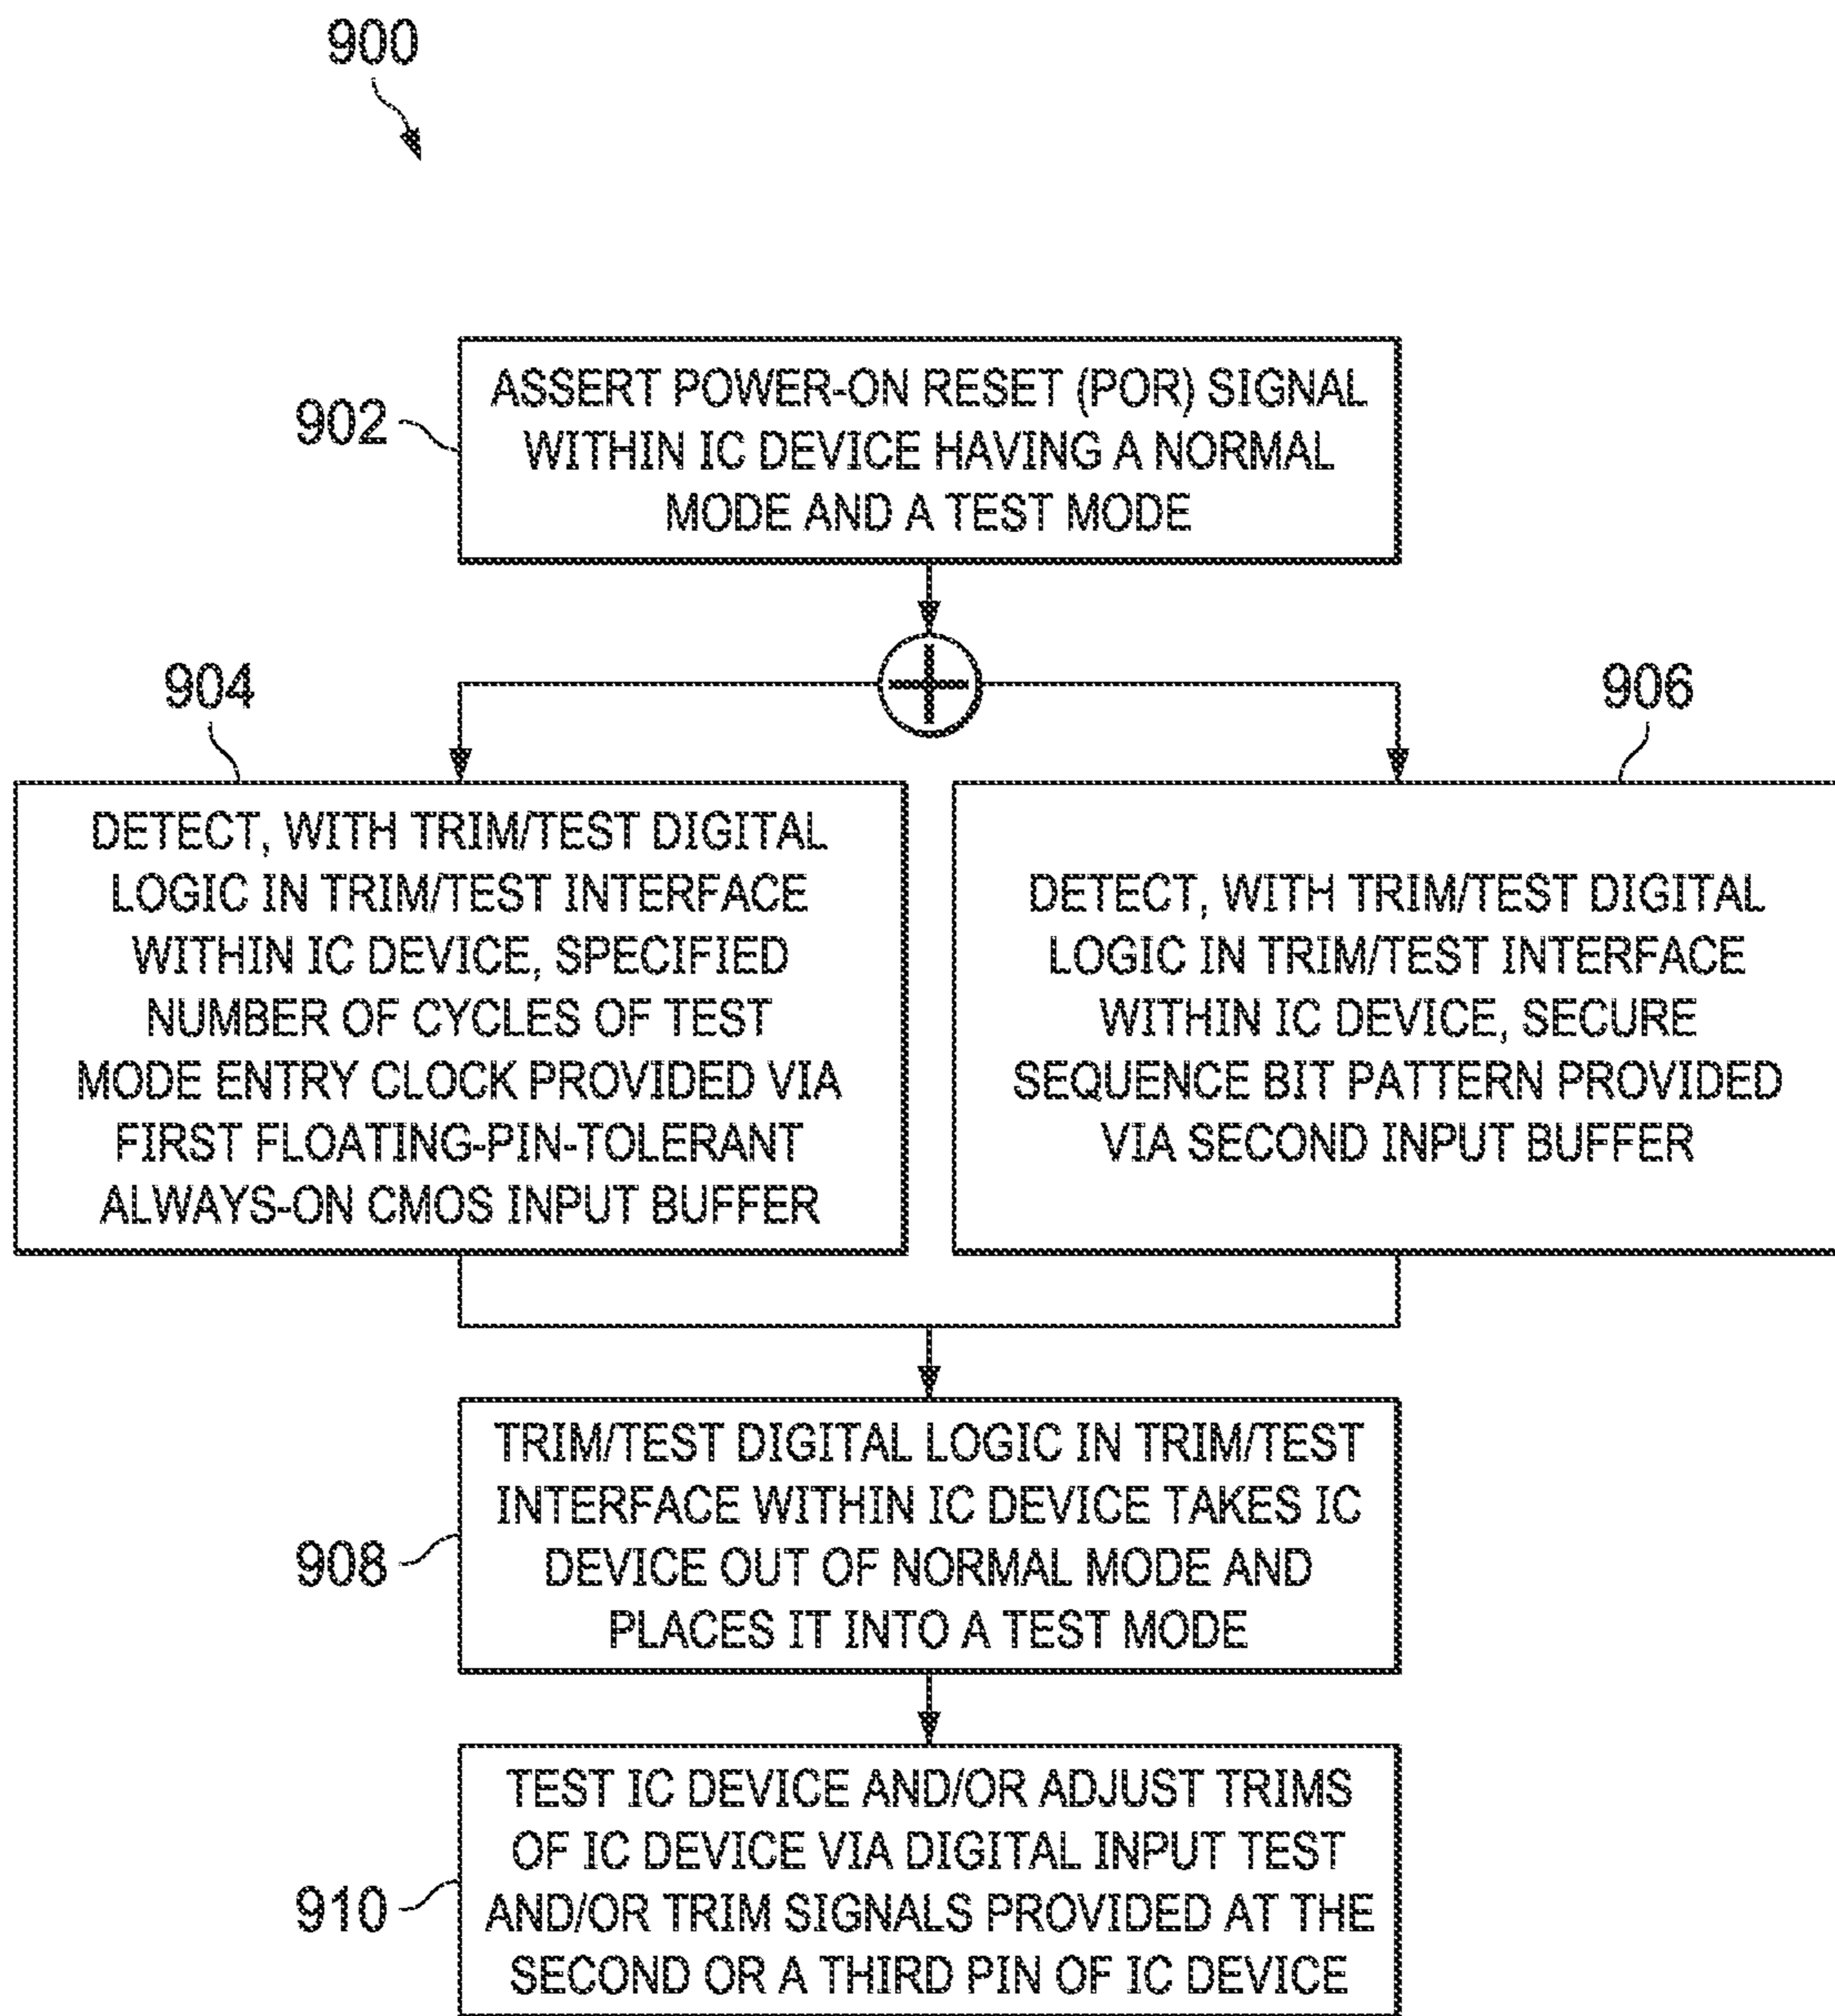 900
902
ASSERT POWER-ON RESET (POR) SIGNAL
WITHIN IC DEVICE HAVING A NORMAL
MODE AND A TEST MODE
904
DETECT, WITH TRIM/TEST DIGITAL
LOGIC IN TRIM/TEST INTERFACE
WITHIN IC DEVICE, SPECIFIED
NUMBER OF CYCLES OF TEST
MODE ENTRY CLOCK PROVIDED VIA
FIRST FLOATING-PIN-TOLERANT
ALWAYS-ON CMOS INPUT BUFFER
906
DETECT, WITH TRIM/TEST DIGITAL
LOGIC IN TRIM/TEST INTERFACE
WITHIN IC DEVICE, SECURE
SEQUENCE BIT PATTERN PROVIDED
VIA SECOND INPUT BUFFER
908
TRIM/TEST DIGITAL LOGIC IN TRIM/TEST
INTERFACE WITHIN IC DEVICE TAKES IC
DEVICE OUT OF NORMAL MODE AND
PLACES IT INTO A TEST MODE
910
TEST IC DEVICE AND/OR ADJUST TRIMS
OF IC DEVICE VIA DIGITAL INPUT TEST
AND/OR TRIM SIGNALS PROVIDED AT THE
SECOND OR A THIRD PIN OF IC DEVICE